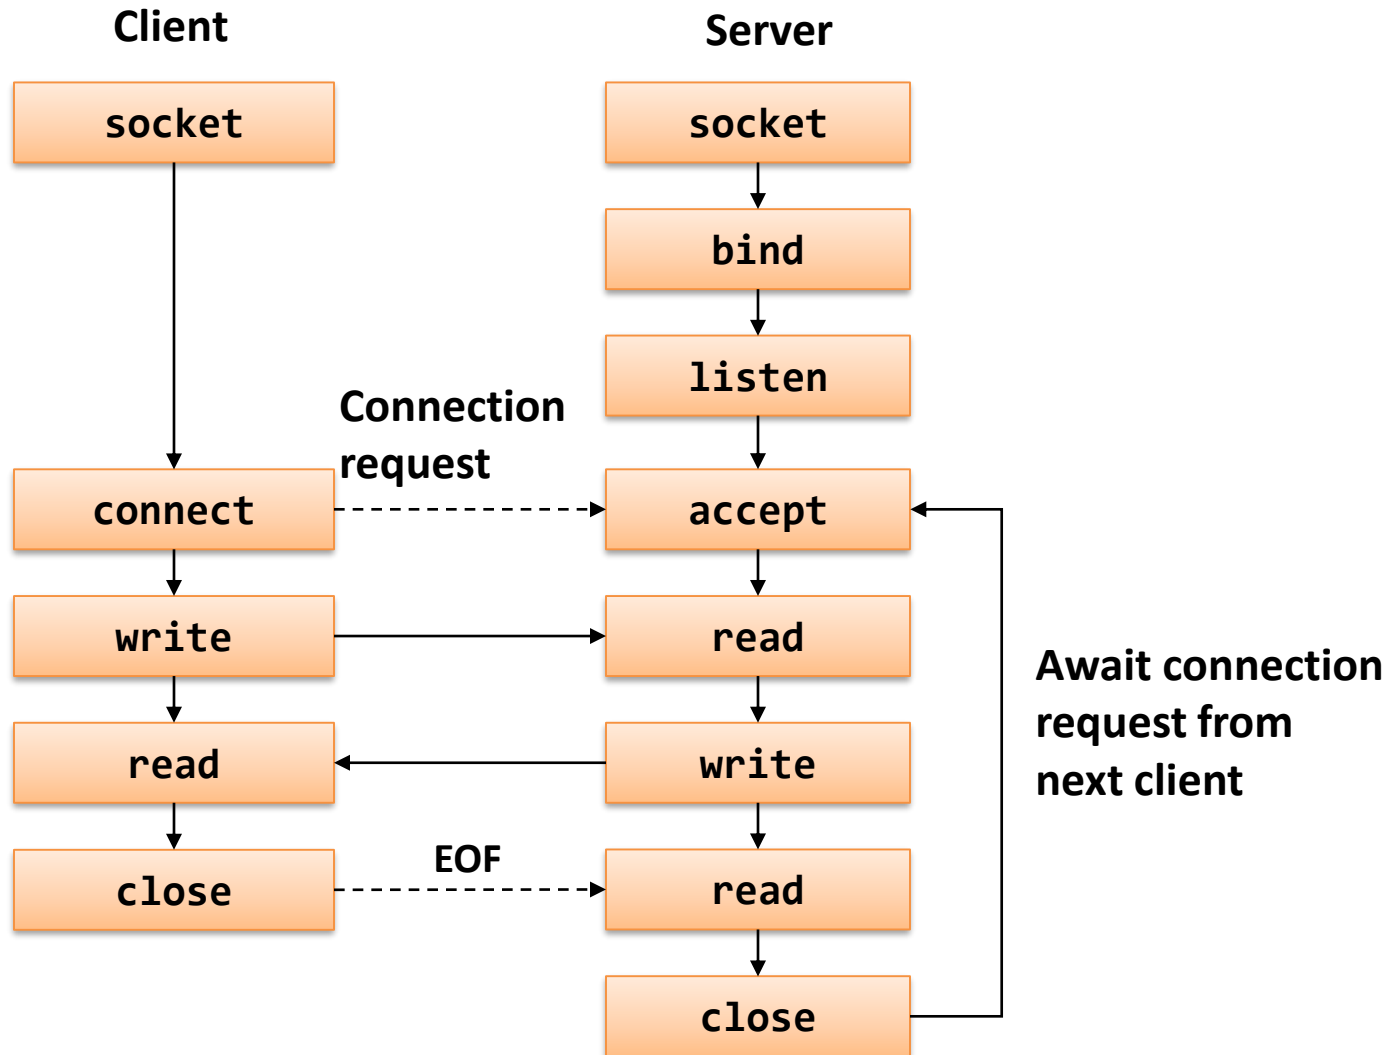 Client
Server
socket
socket
bind
listen
Connection
request
connect
accept
write
read
Await connection
request from
next client
read
write
EOF
close
read
close